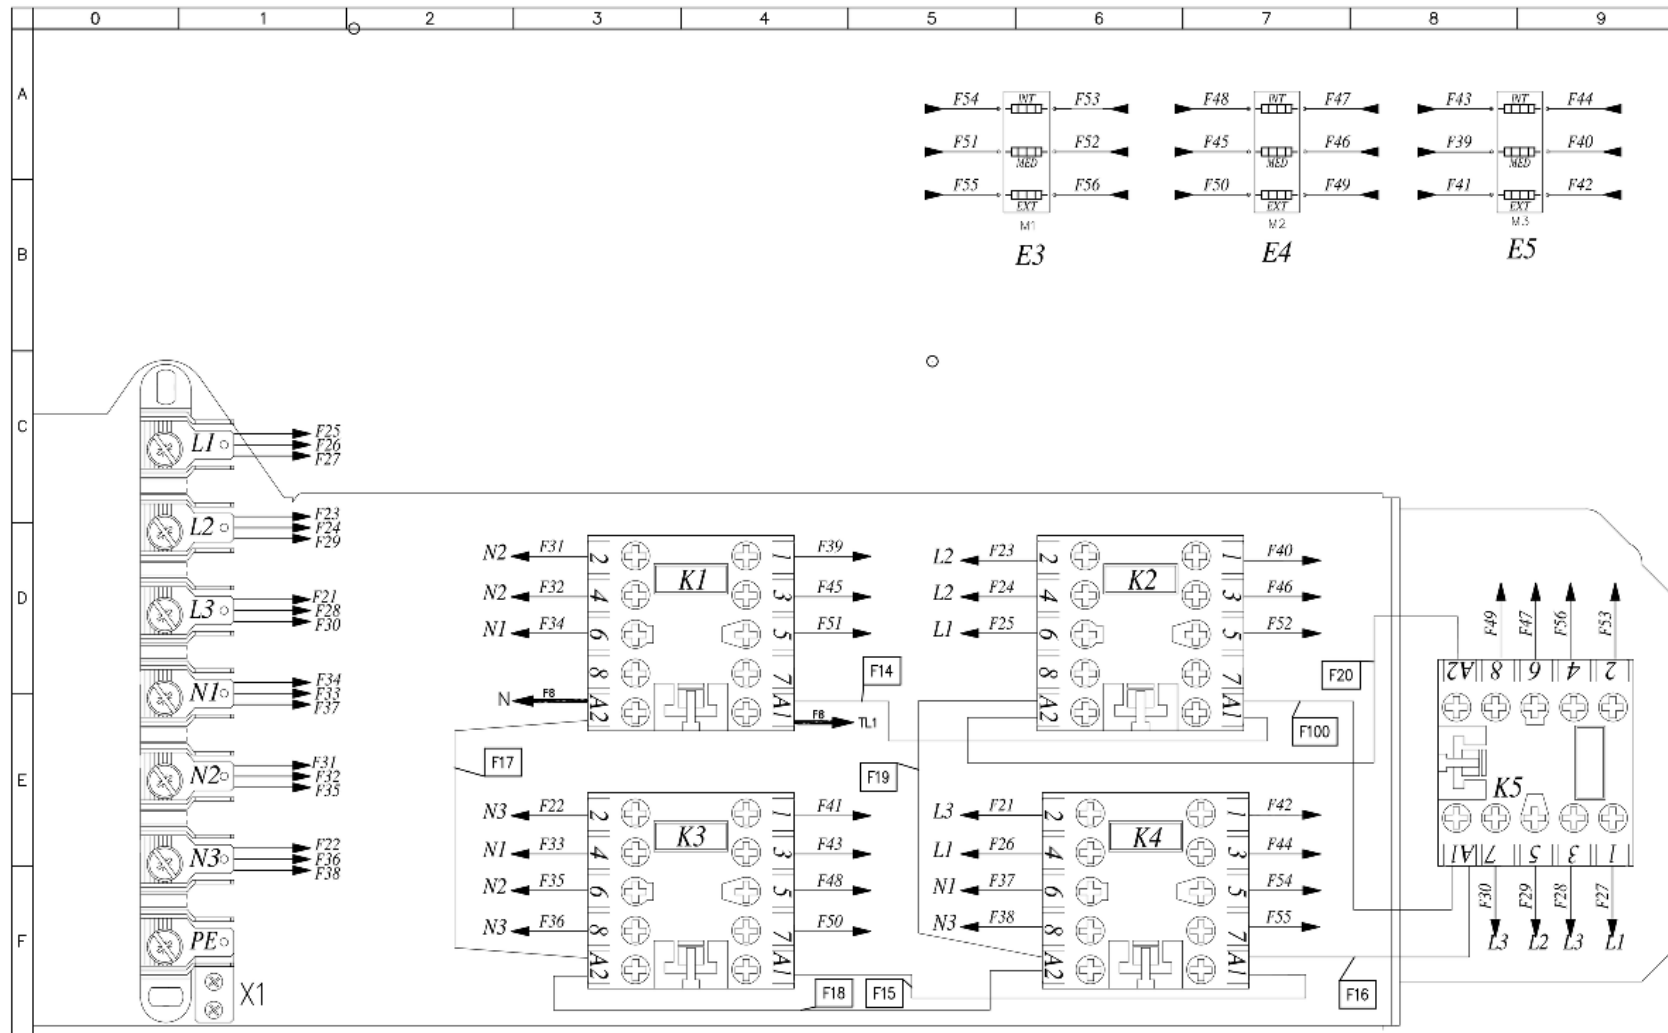 0 1 2 3 4 5 6 7 8 9
A
F54 INT F53 F48 INT F47 F43 INT F44
F51 MED F52 F45 MED F46 F39 MED F40
F55 EXT F56 F50 EXT F49 F41 EXT F42
M1 M2 M3
B
E3 E4 E5
C
L1 F25
F26
F27
L2 F23
F24
F29
D
L3 F21
F28
F30
N1 F34
F33
F37
E
N2 F31
F32
F35
N3 F22
F36
F38
F
PE
X1
N2 F31 2 K1 1 F39
N2 F32 4 3 F45
N1 F34 6 5 F51
8 7
N F8 A2 A1 F8 TL1
F14
F17
L2 F23 2 K2 1 F40
L2 F24 4 3 F46
L1 F25 6 5 F52
8 7
A2 A1
F20
F100
F19
N3 F22 2 K3 1 F41
N1 F33 4 3 F43
N2 F35 6 5 F48
N3 F36 8 7 F50
A2 A1
F18 F15
L3 F21 2 K4 1 F42
L1 F26 4 3 F44
N1 F37 6 5 F54
N3 F38 8 7 F55
A2 A1
F16
F49 F47 F56 F53
A2 8 6 4 2
K5
A1 7 5 3 1
F30 F29 F28 F27
L3 L2 L3 L1